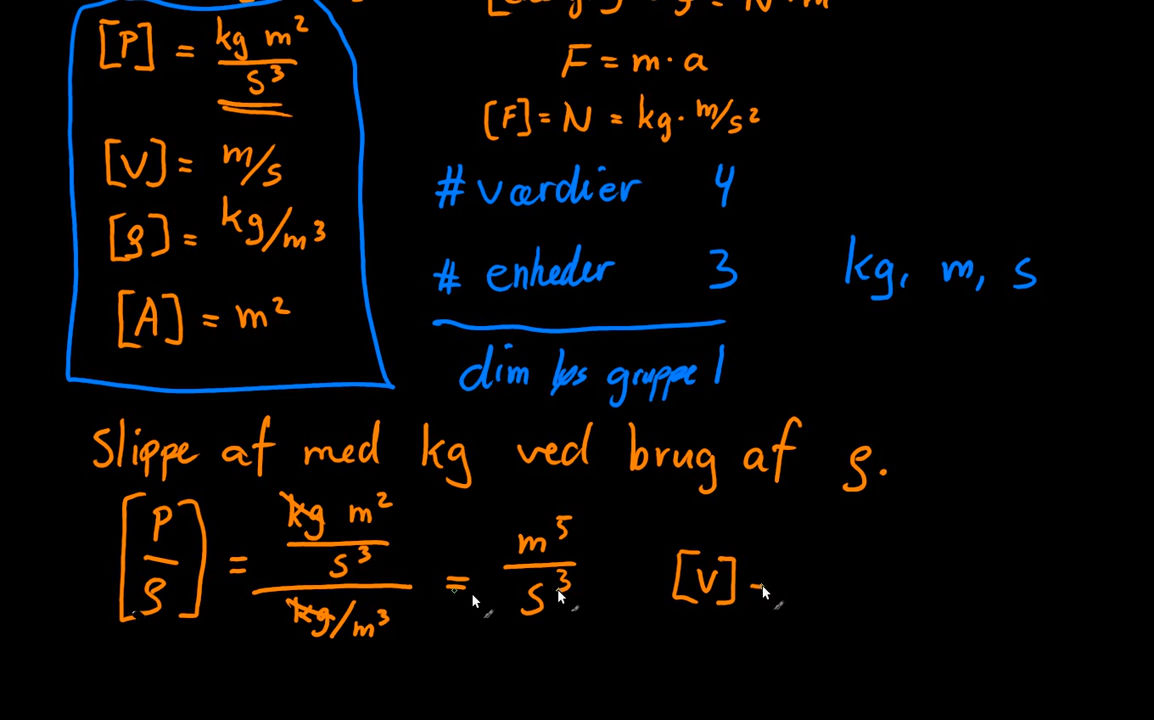 [P] = kg m² / s³
F = m · a
[F] = N = kg · m/s²
[V] = m/s
# værdier 4
[ρ] = kg/m³
# enheder 3 kg, m, s
[A] = m²
dim løs gruppe 1
Slippe af med kg ved brug af ρ.
[P/ρ] = (kg m² / s³) / (kg/m³) = m⁵ / s³ [V] -